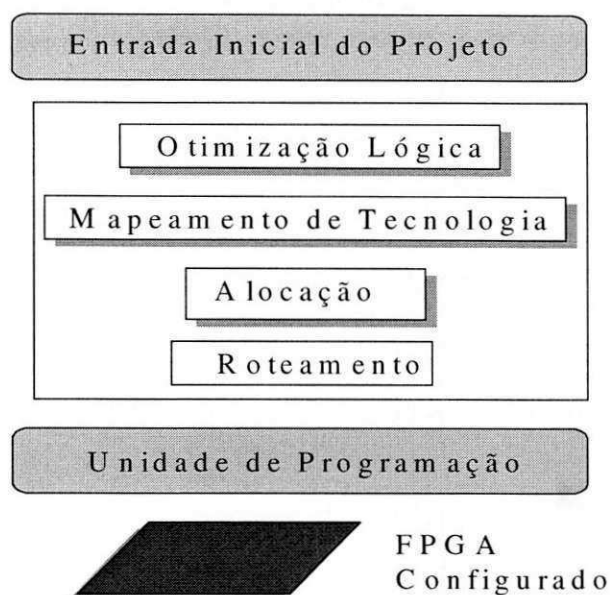 Entrada Inicial do Projeto
Otimização Lógica
Mapeamento de Tecnologia
Alocação
Roteamento
Unidade de Programação
FPGA
Configurado